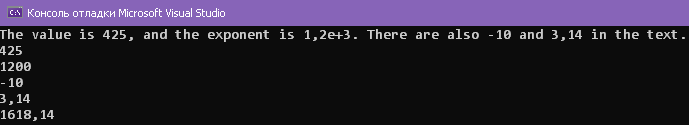 Консоль отладки Microsoft Visual Studio
The value is 425, and the exponent is 1,2e+3. There are also -10 and 3,14 in the text.
425
1200
-10
3,14
1618,14